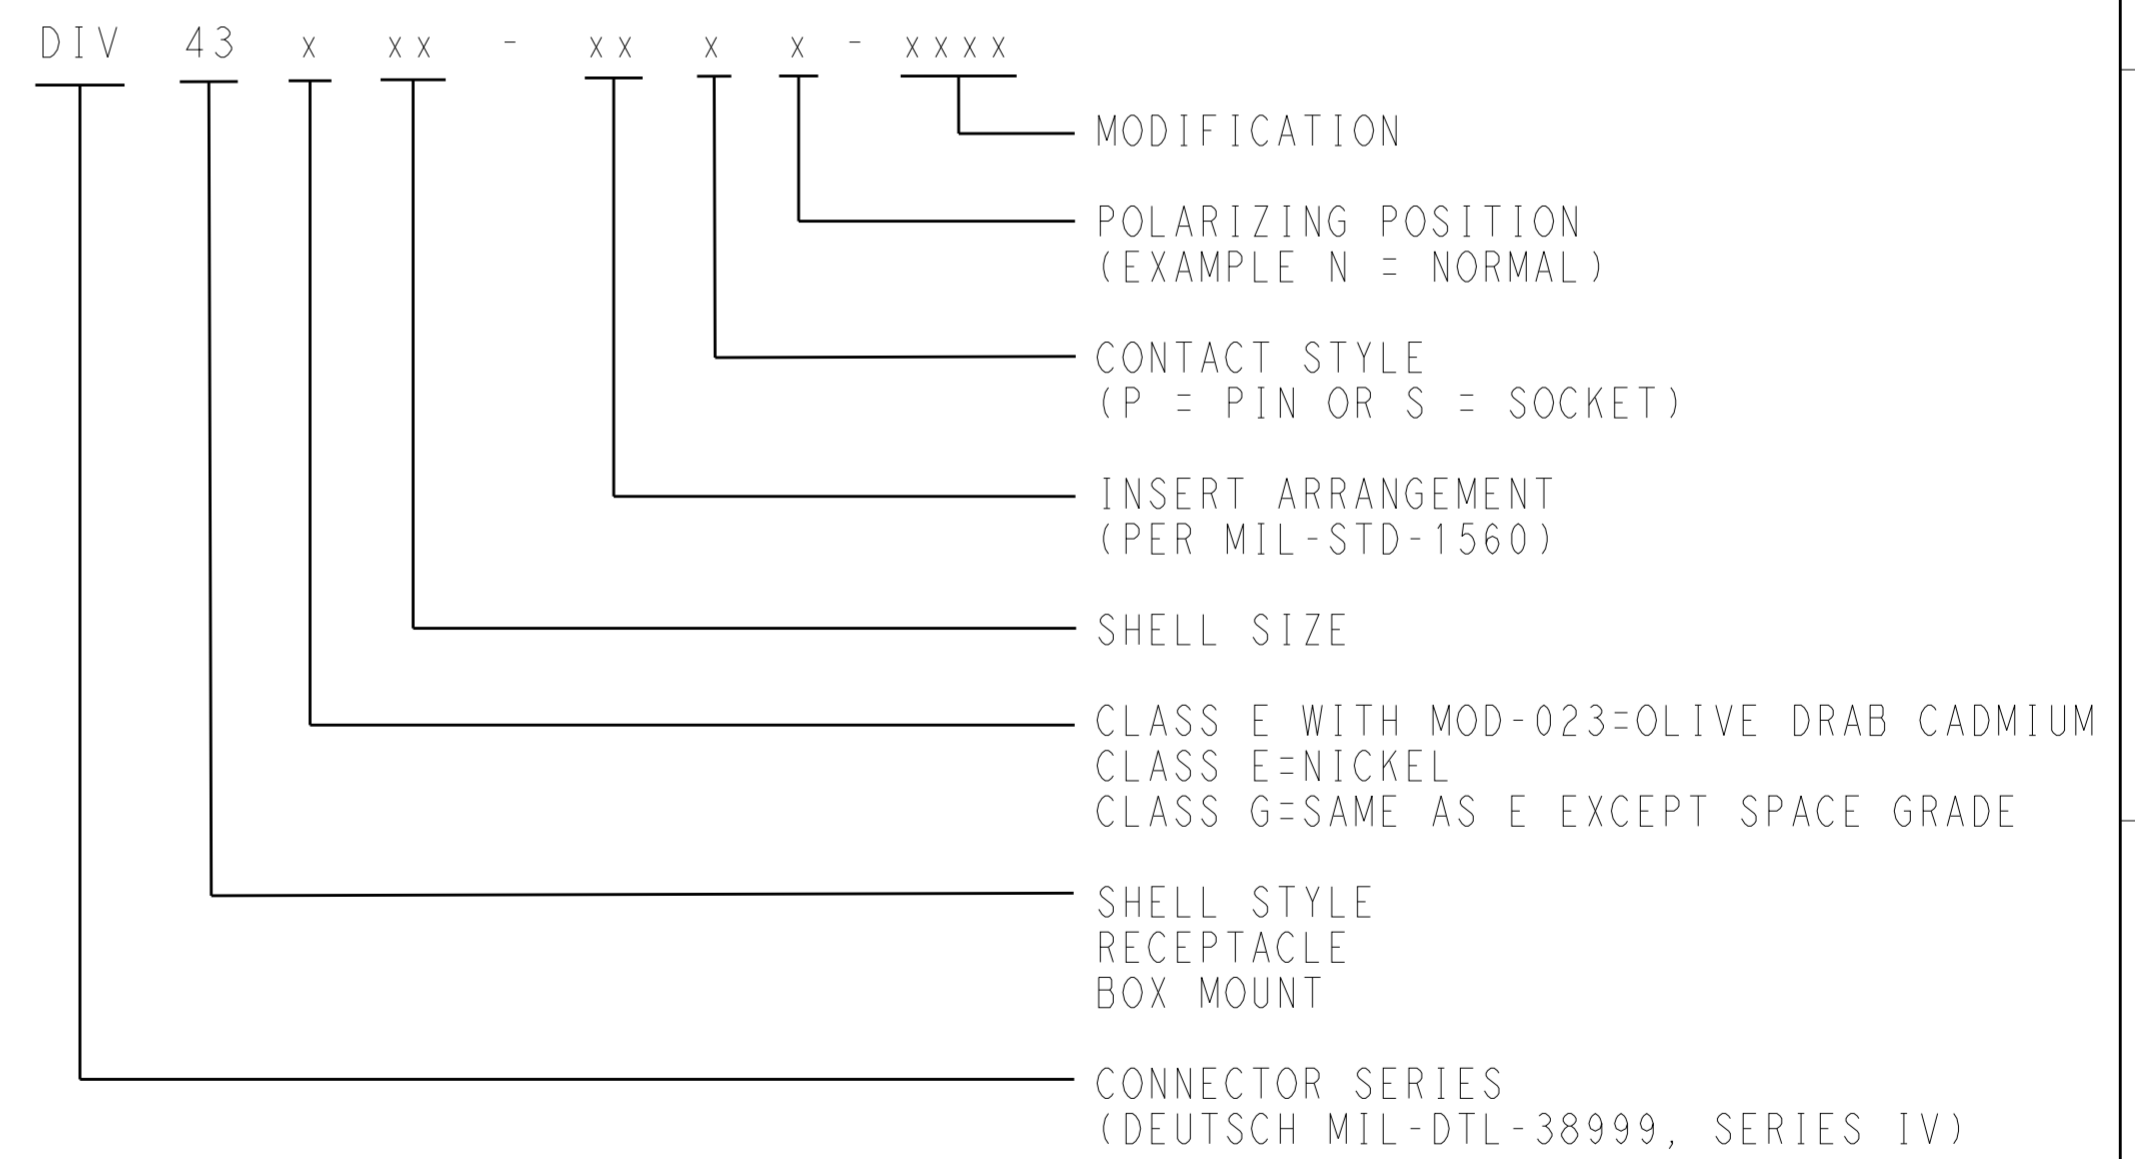 DIV 43 x xx - xx x x - xxxx
MODIFICATION
POLARIZING POSITION
(EXAMPLE N = NORMAL)
CONTACT STYLE
(P = PIN OR S = SOCKET)
INSERT ARRANGEMENT
(PER MIL-STD-1560)
SHELL SIZE
CLASS E WITH MOD-023=OLIVE DRAB CADMIUM
CLASS E=NICKEL
CLASS G=SAME AS E EXCEPT SPACE GRADE
SHELL STYLE
RECEPTACLE
BOX MOUNT
CONNECTOR SERIES
(DEUTSCH MIL-DTL-38999, SERIES IV)